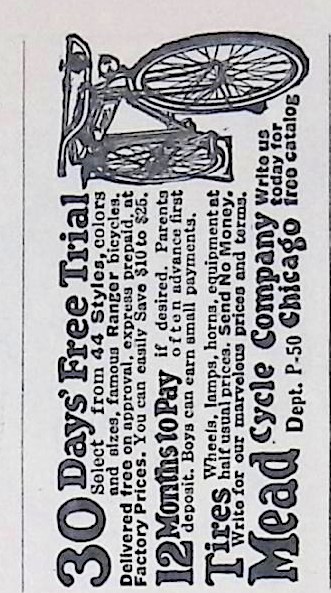 30 Days' Free Trial
Select from 44 Styles, colors
and sizes, famous Ranger bicycles.
Delivered free on approval, express prepaid, at
Factory Prices. You can easily Save $10 to $25.
12 Months to Pay if desired. Parents
often advance first
deposit. Boys can earn small payments.
Tires Wheels, lamps, horns, equipment at
half usual prices. Send No Money.
Write for our marvelous prices and terms.
Mead Cycle Company Write us
today for
Dept. P-50 Chicago free catalog